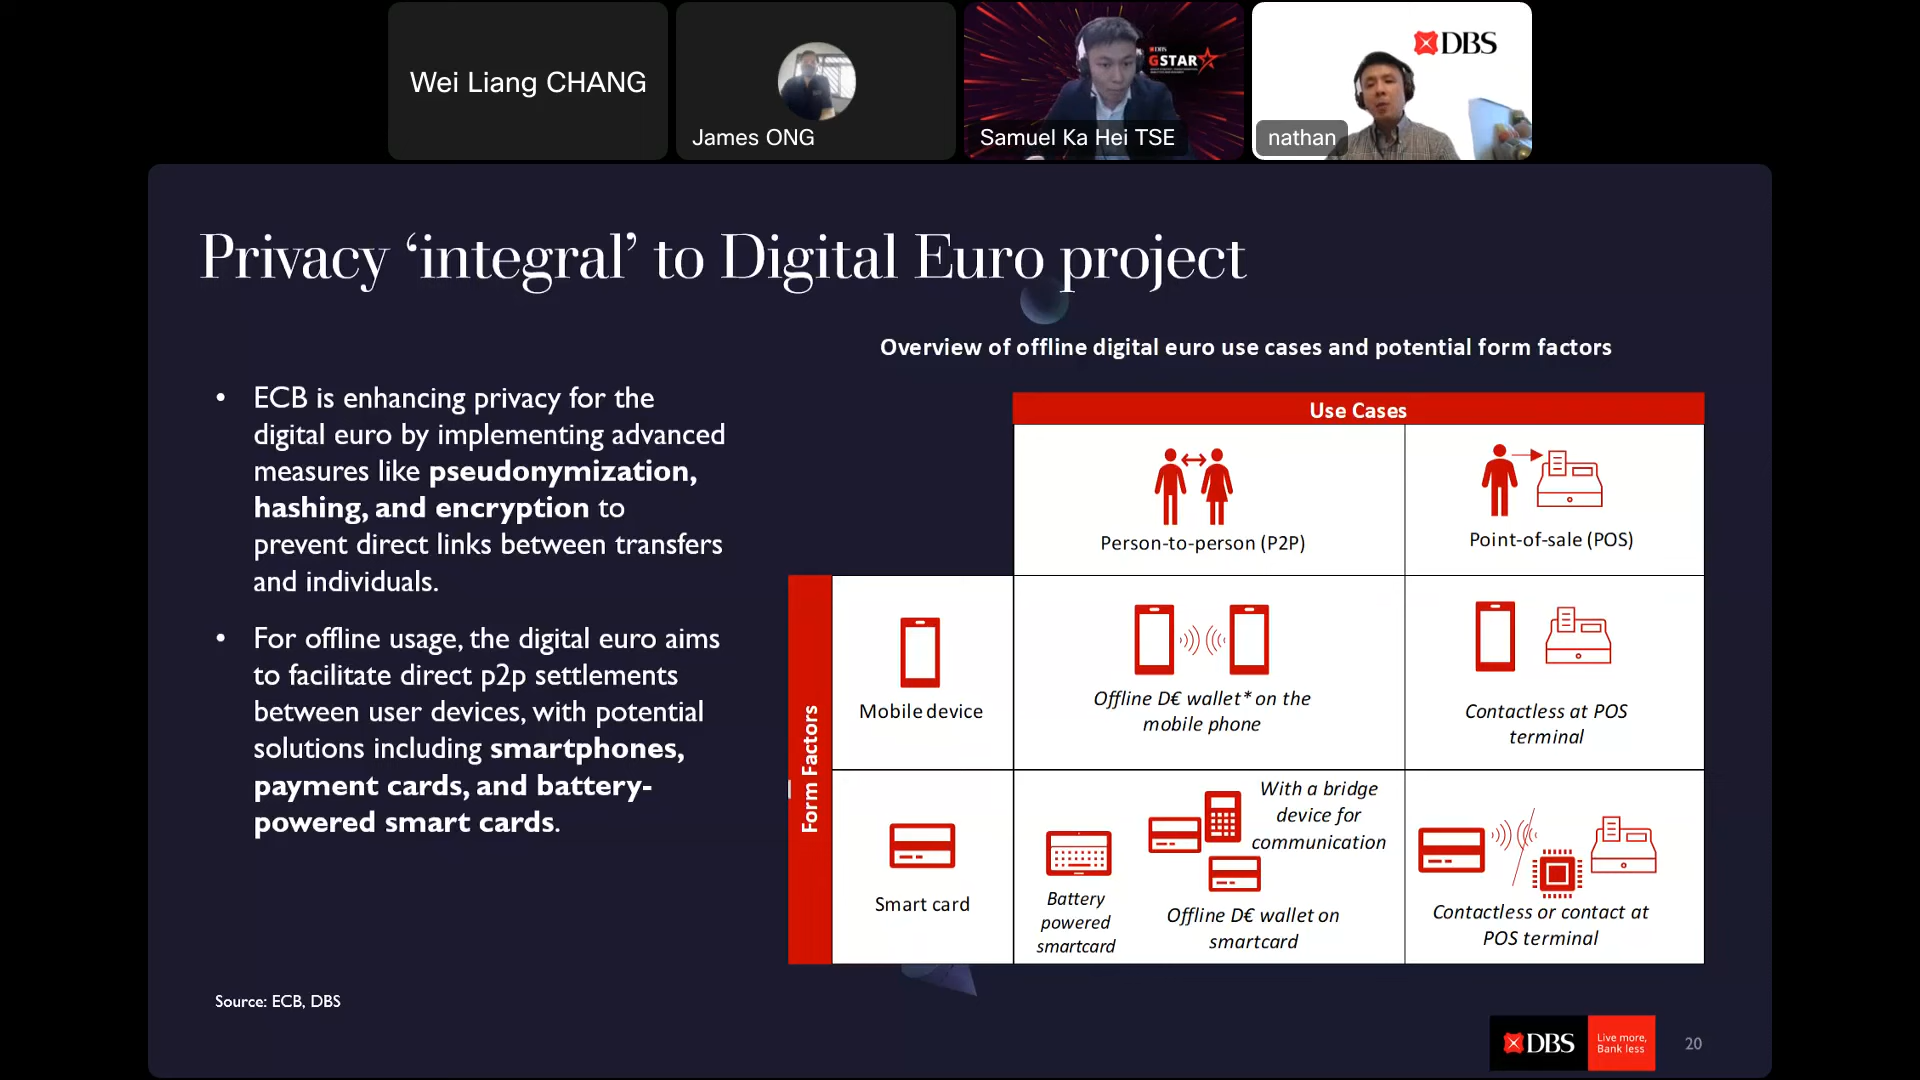 Wei Liang CHANG
James ONG
DBS
GSTAR
Samuel Ka Hei TSE
DBS
nathan
Privacy ‘integral’ to Digital Euro project
• ECB is enhancing privacy for the
digital euro by implementing advanced
measures like pseudonymization,
hashing, and encryption to
prevent direct links between transfers
and individuals.
• For offline usage, the digital euro aims
to facilitate direct p2p settlements
between user devices, with potential
solutions including smartphones,
payment cards, and battery-
powered smart cards.
Overview of offline digital euro use cases and potential form factors
Use Cases
Person-to-person (P2P)
Point-of-sale (POS)
Form Factors
Mobile device
Offline D€ wallet* on the
mobile phone
Contactless at POS
terminal
Smart card
Battery
powered
smartcard
With a bridge
device for
communication
Offline D€ wallet on
smartcard
Contactless or contact at
POS terminal
Source: ECB, DBS
DBS
Live more,
Bank less
20